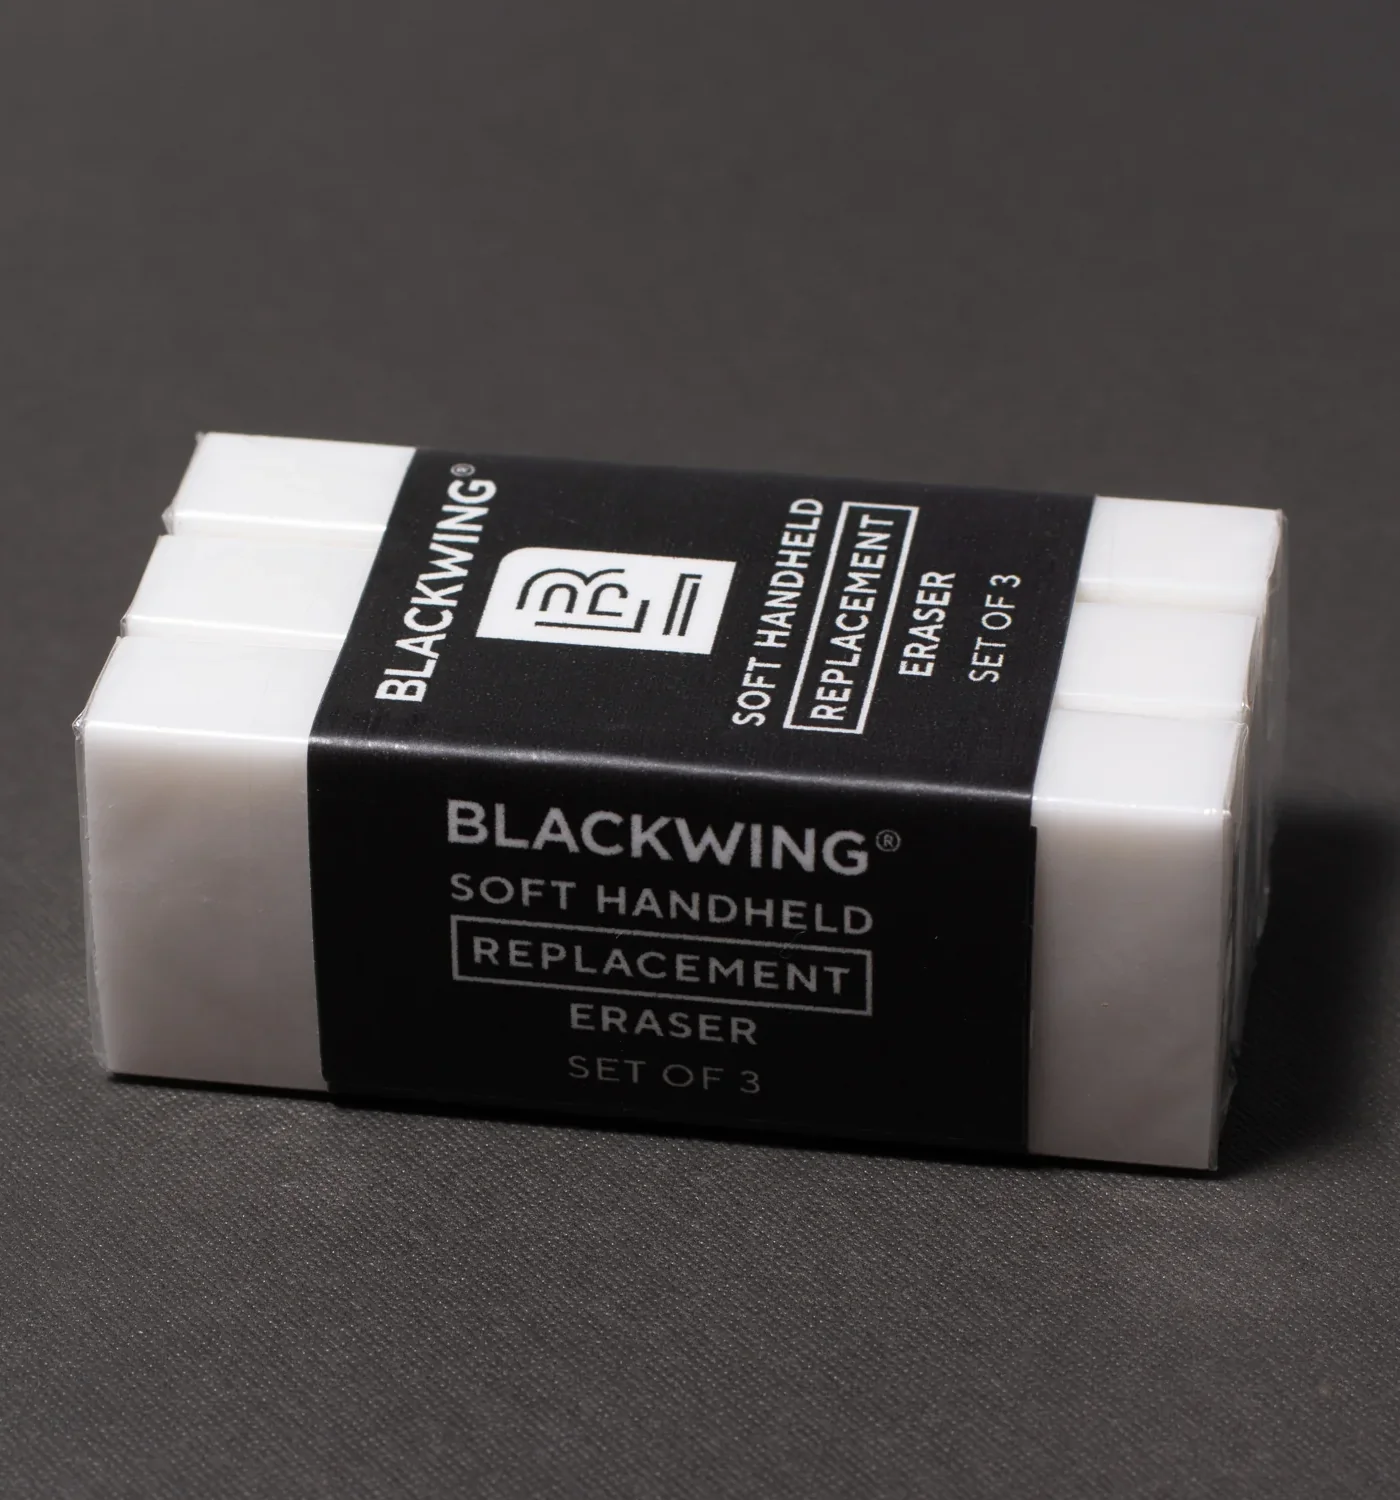 BLACKWING®
SOFT HANDHELD
REPLACEMENT
ERASER
SET OF 3
BLACKWING®
SOFT HANDHELD
REPLACEMENT
ERASER
SET OF 3